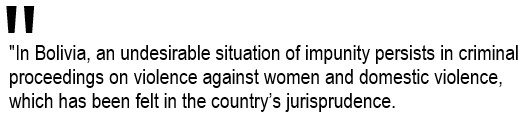 "
"In Bolivia, an undesirable situation of impunity persists in criminal
proceedings on violence against women and domestic violence,
which has been felt in the country’s jurisprudence.